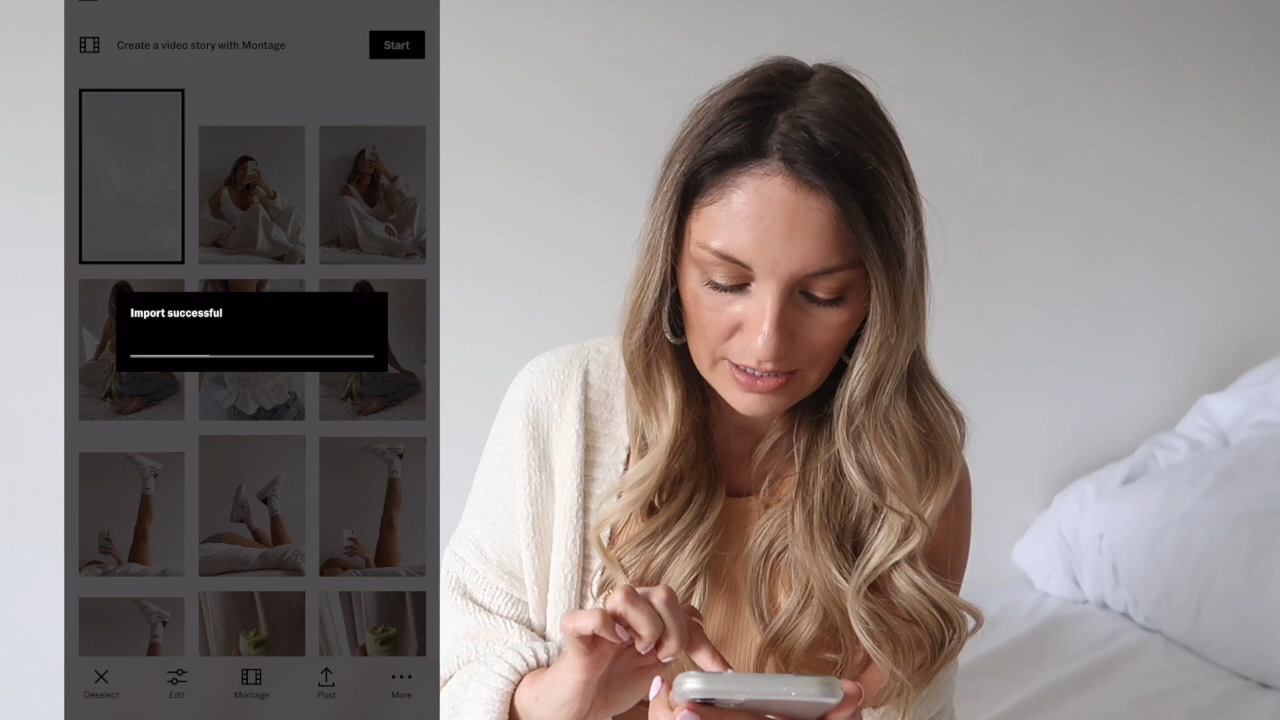 Create a video story with Montage
Start
Import successful
Deselect
Edit
Montage
Post
More